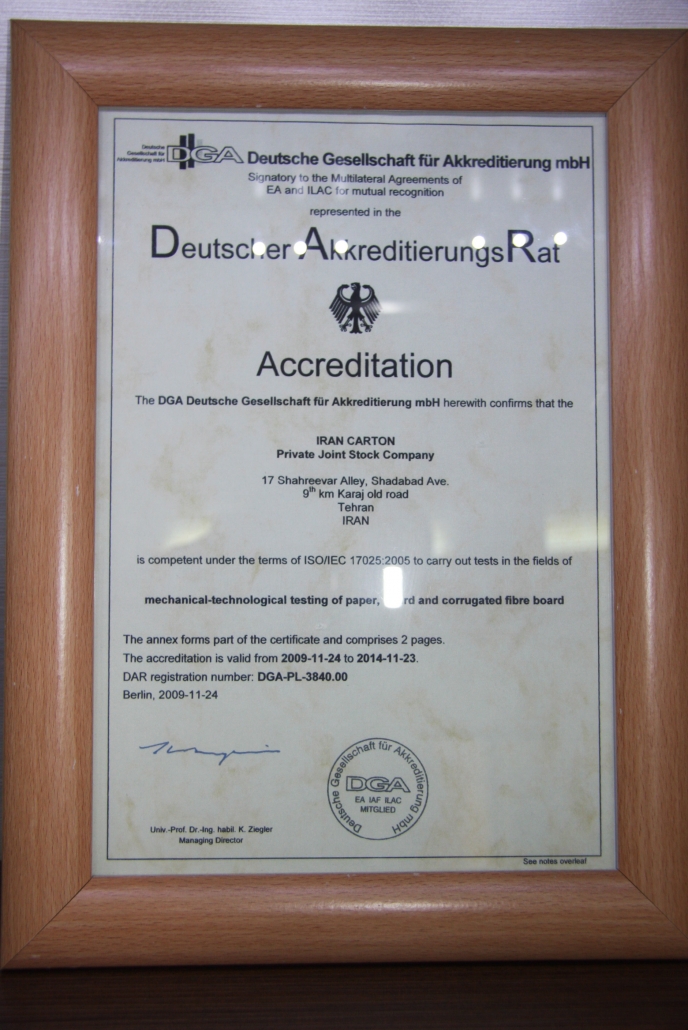 Deutsche
Gesellschaft für
Akkreditierung mbH
DGA
Deutsche Gesellschaft für Akkreditierung mbH
Signatory to the Multilateral Agreements of
EA and ILAC for mutual recognition
represented in the
Deutscher AkkreditierungsRat
Accreditation
The DGA Deutsche Gesellschaft für Akkreditierung mbH herewith confirms that the
IRAN CARTON
Private Joint Stock Company
17 Shahreevar Alley, Shadabad Ave.
9th km Karaj old road
Tehran
IRAN
is competent under the terms of ISO/IEC 17025:2005 to carry out tests in the fields of
mechanical-technological testing of paper, and corrugated fibre board
The annex forms part of the certificate and comprises 2 pages.
The accreditation is valid from 2009-11-24 to 2014-11-23.
DAR registration number: DGA-PL-3840.00
Berlin, 2009-11-24
Deutsche Gesellschaft für Akkreditierung mbH
DGA
EA IAF ILAC
MITGLIED
Univ.-Prof. Dr.-Ing. habil. K. Ziegler
Managing Director
See notes overleaf